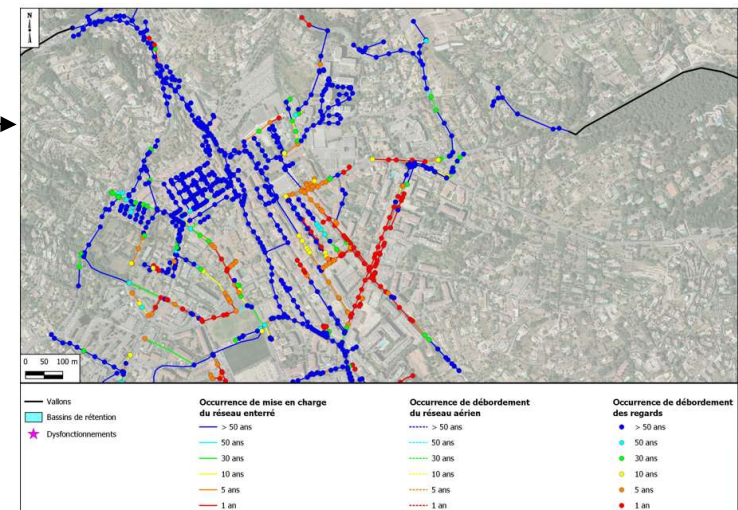 N
0 50 100 m
Vallons
Bassins de rétention
Dysfonctionnements
Occurrence de mise en charge
du réseau enterré
> 50 ans
50 ans
30 ans
10 ans
5 ans
1 an
Occurrence de débordement
du réseau aérien
> 50 ans
50 ans
30 ans
10 ans
5 ans
1 an
Occurrence de débordement
des regards
> 50 ans
50 ans
30 ans
10 ans
5 ans
1 an